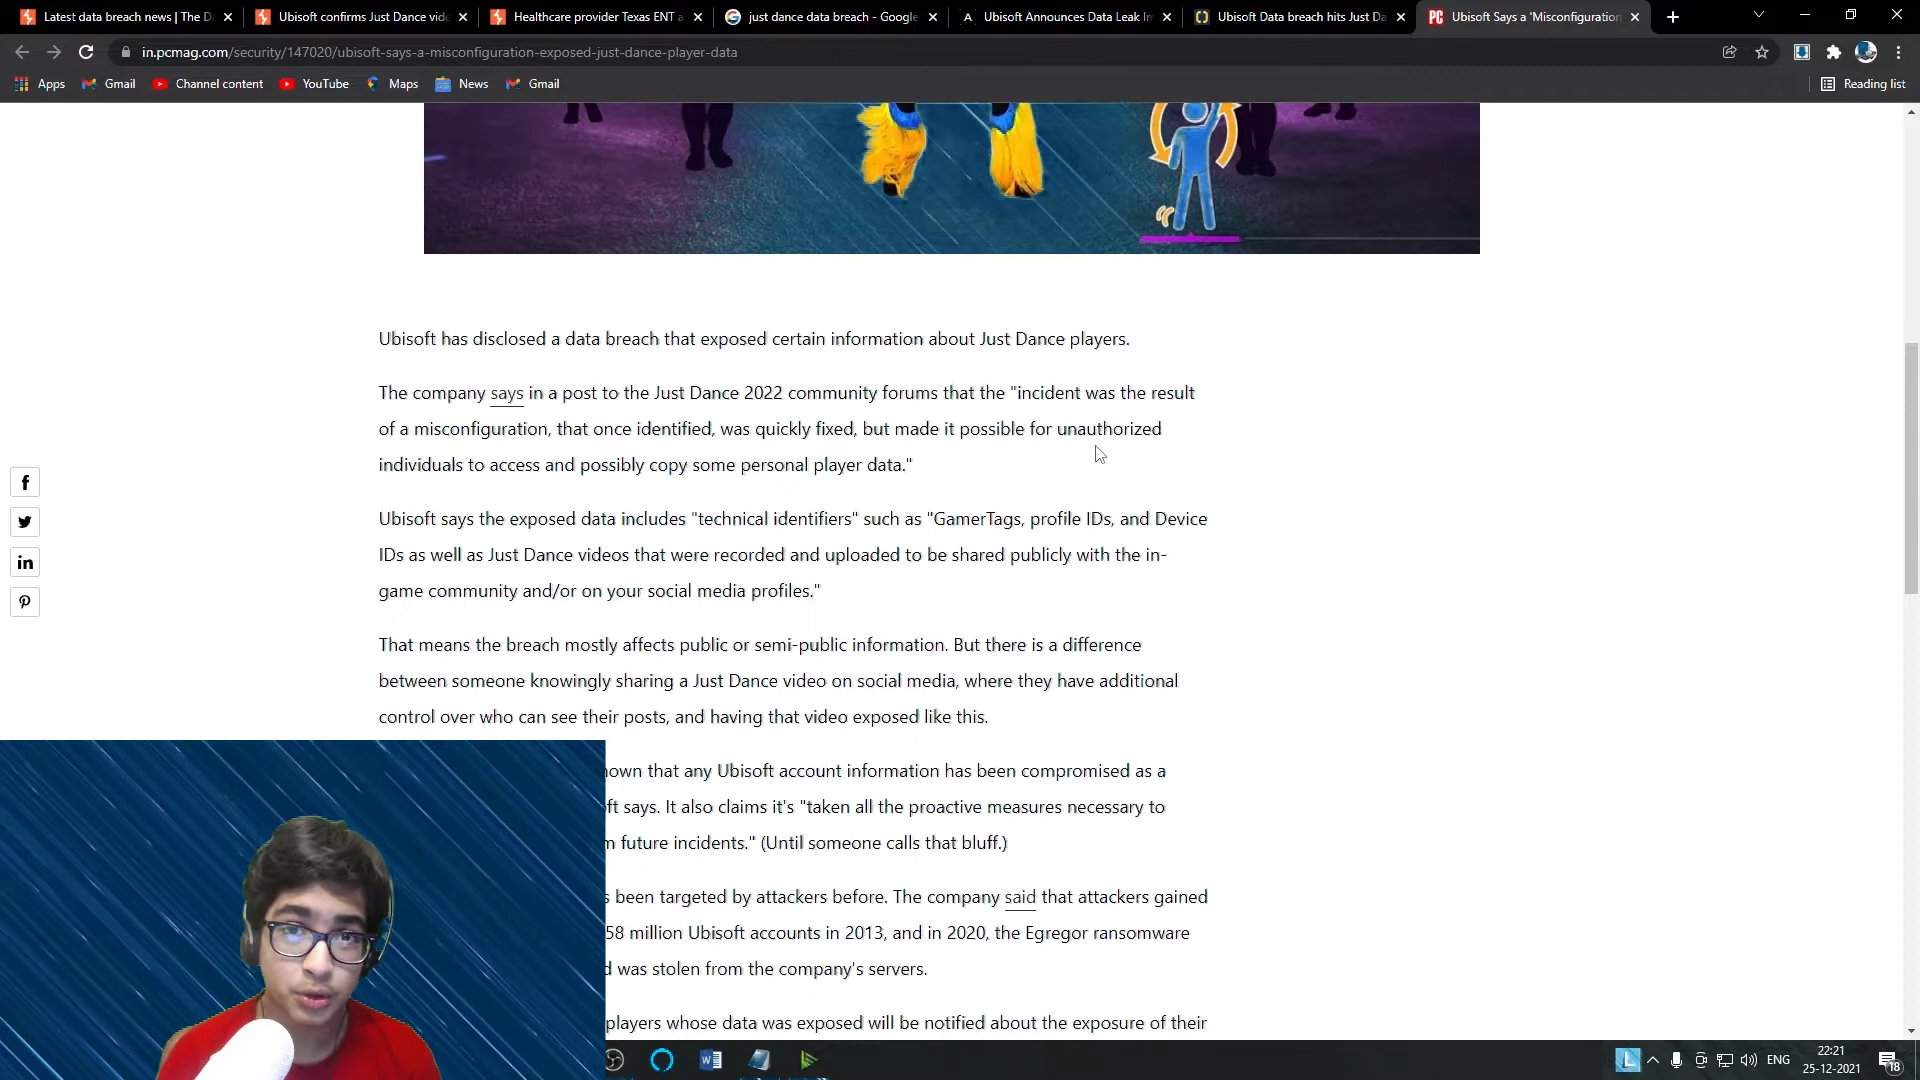 Latest data breach news | The Da
Ubisoft confirms Just Dance vide
Healthcare provider Texas ENT a
just dance data breach - Google
Ubisoft Announces Data Leak In
Ubisoft Data breach hits Just Da
Ubisoft Says a 'Misconfiguration
in.pcmag.com/security/147020/ubisoft-says-a-misconfiguration-exposed-just-dance-player-data
Apps
Gmail
Channel content
YouTube
Maps
News
Gmail
Reading list
Ubisoft has disclosed a data breach that exposed certain information about Just Dance players.
The company says in a post to the Just Dance 2022 community forums that the "incident was the result
of a misconfiguration, that once identified, was quickly fixed, but made it possible for unauthorized
individuals to access and possibly copy some personal player data."
Ubisoft says the exposed data includes "technical identifiers" such as "GamerTags, profile IDs, and Device
IDs as well as Just Dance videos that were recorded and uploaded to be shared publicly with the in-
game community and/or on your social media profiles."
That means the breach mostly affects public or semi-public information. But there is a difference
between someone knowingly sharing a Just Dance video on social media, where they have additional
control over who can see their posts, and having that video exposed like this.
own that any Ubisoft account information has been compromised as a
ft says. It also claims it's "taken all the proactive measures necessary to
m future incidents." (Until someone calls that bluff.)
s been targeted by attackers before. The company said that attackers gained
58 million Ubisoft accounts in 2013, and in 2020, the Egregor ransomware
d was stolen from the company's servers.
players whose data was exposed will be notified about the exposure of their
ENG
22:21
25-12-2021
18